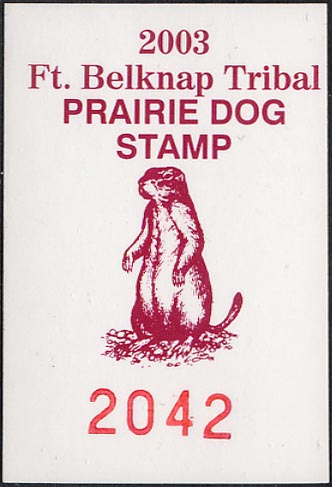 2003
Ft. Belknap Tribal
PRAIRIE DOG
STAMP
2042